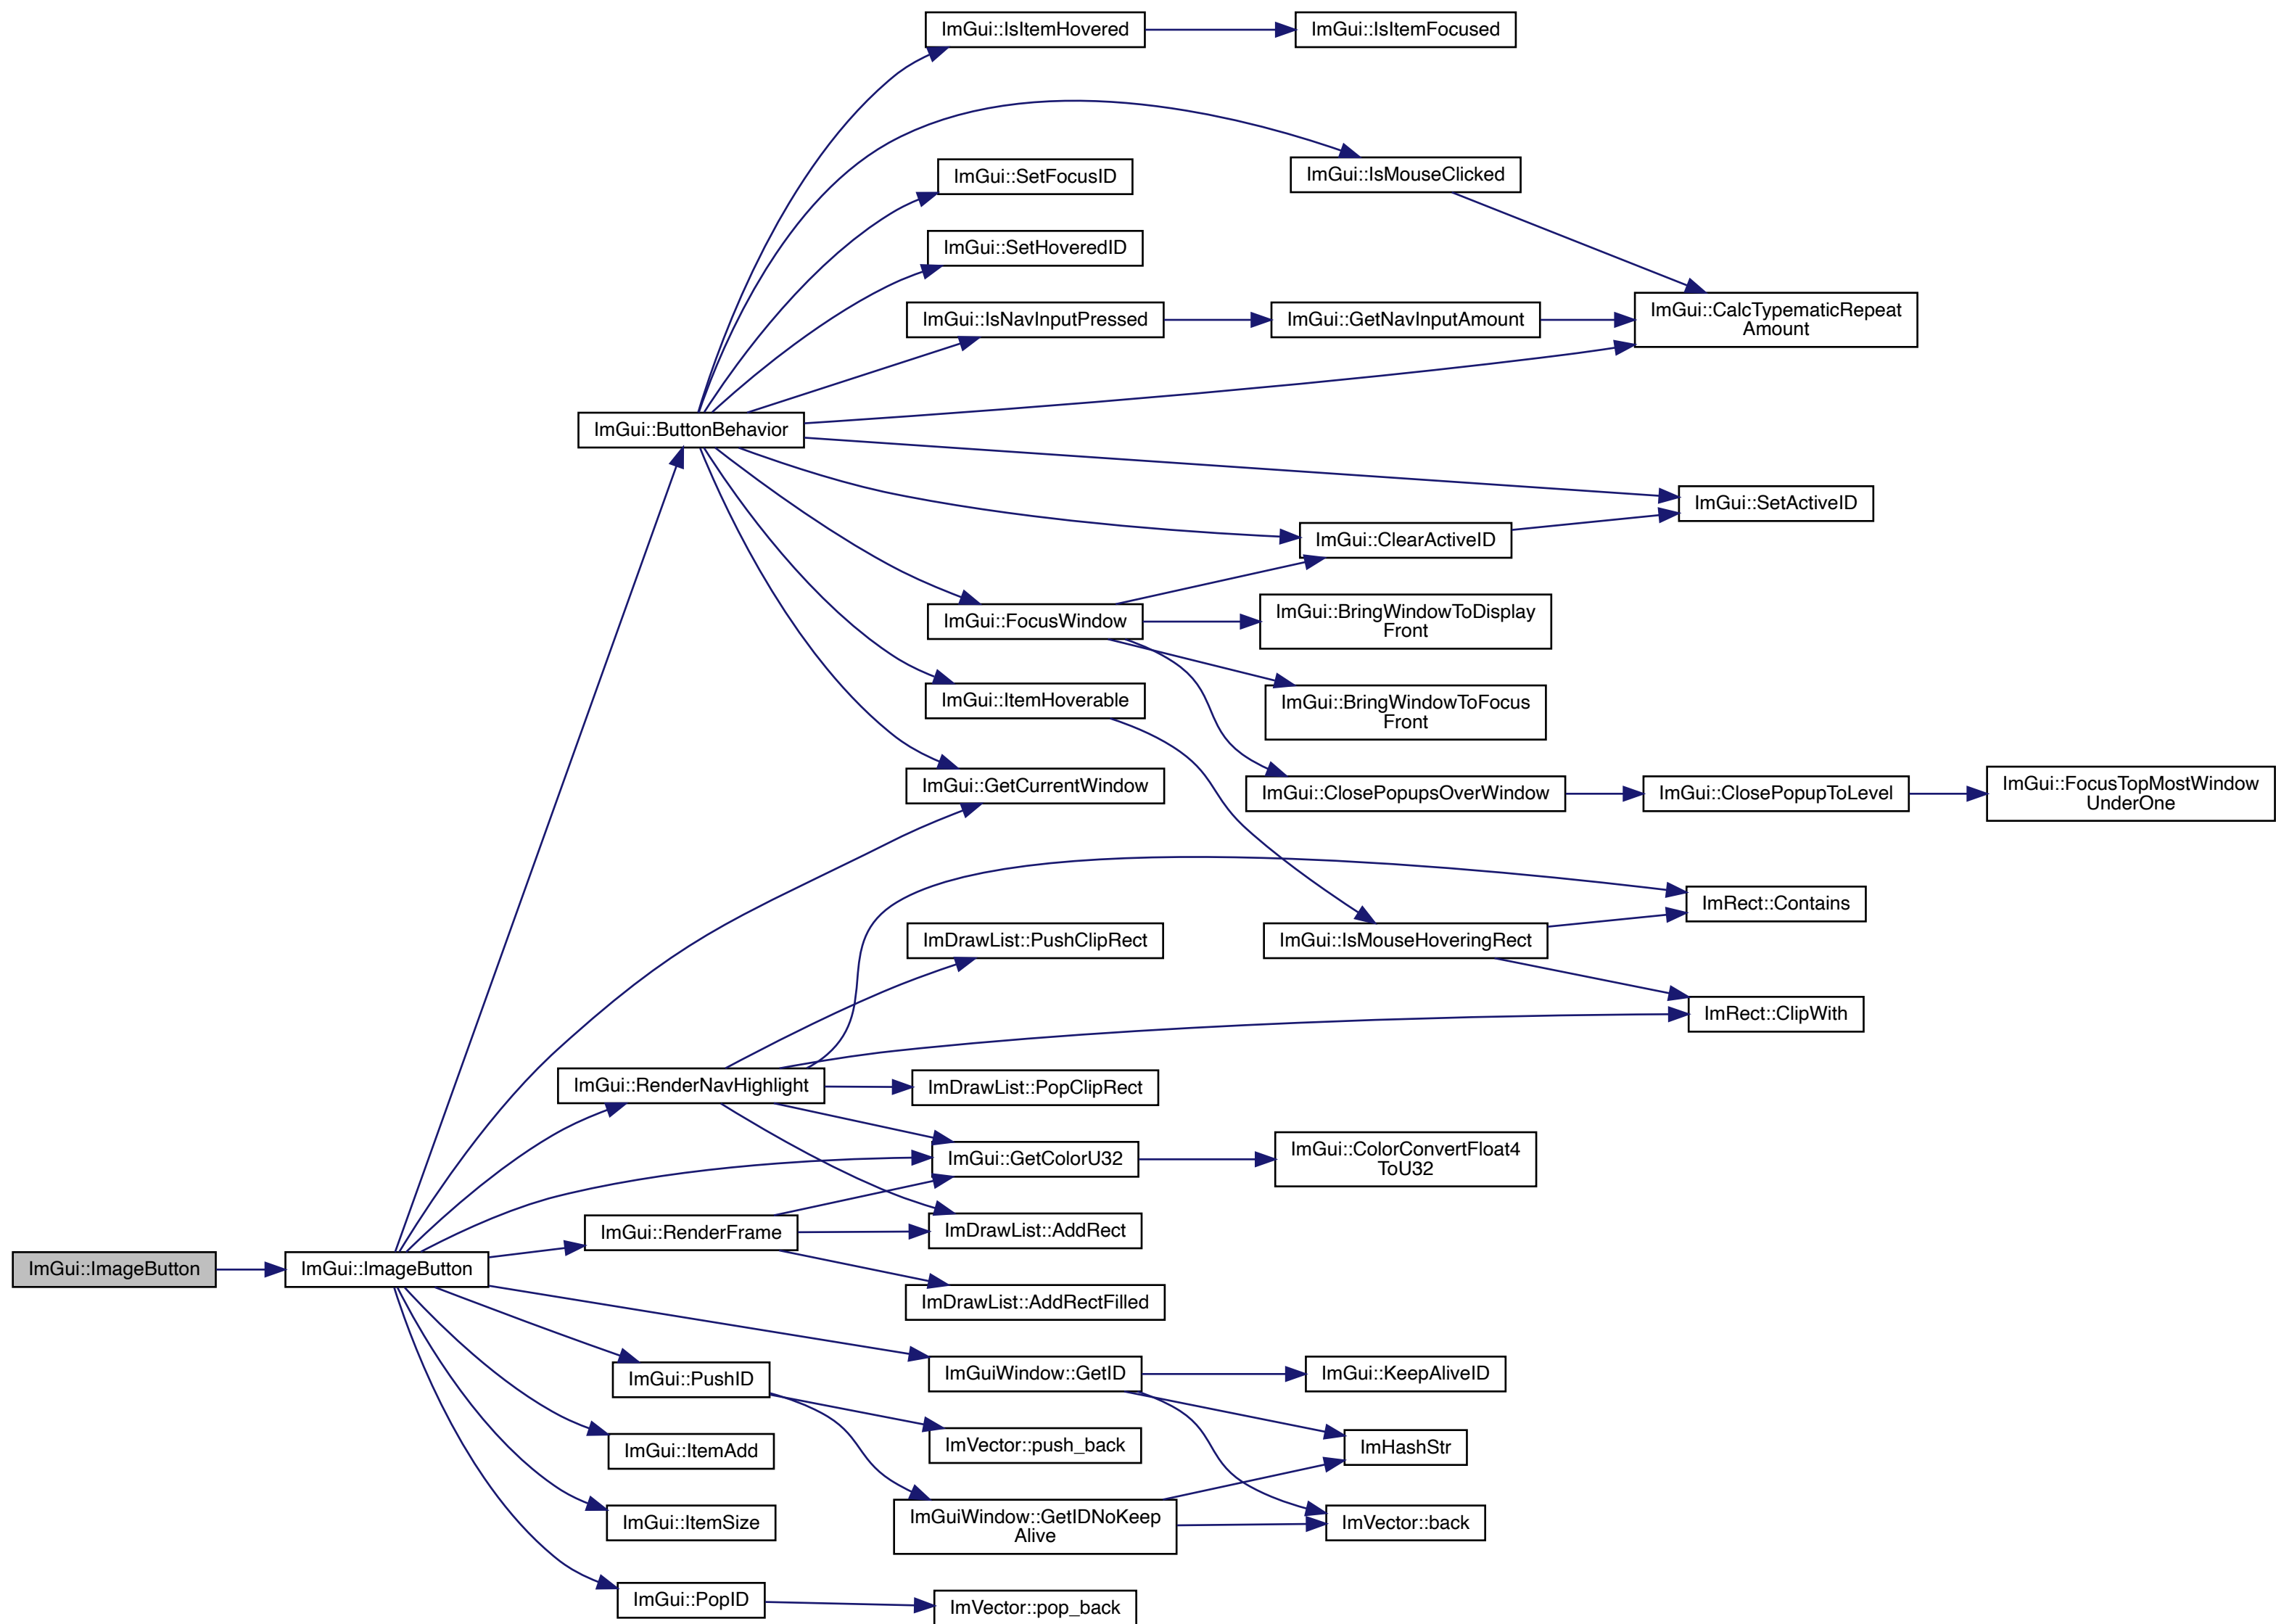 ImGui::IsItemHovered
ImGui::IsItemFocused
ImGui::IsMouseClicked
ImGui::SetFocusID
ImGui::SetHoveredID
ImGui::IsNavInputPressed
ImGui::GetNavInputAmount
ImGui::CalcTypematicRepeat
Amount
ImGui::ButtonBehavior
ImGui::SetActiveID
ImGui::ClearActiveID
ImGui::FocusWindow
ImGui::BringWindowToDisplay
Front
ImGui::ItemHoverable
ImGui::BringWindowToFocus
Front
ImGui::GetCurrentWindow
ImGui::ClosePopupsOverWindow
ImGui::ClosePopupToLevel
ImGui::FocusTopMostWindow
UnderOne
ImRect::Contains
ImDrawList::PushClipRect
ImGui::IsMouseHoveringRect
ImRect::ClipWith
ImGui::RenderNavHighlight
ImDrawList::PopClipRect
ImGui::GetColorU32
ImGui::ColorConvertFloat4
ToU32
ImGui::RenderFrame
ImDrawList::AddRect
ImGui::ImageButton
ImGui::ImageButton
ImDrawList::AddRectFilled
ImGui::PushID
ImGuiWindow::GetID
ImGui::KeepAliveID
ImGui::ItemAdd
ImVector::push_back
ImHashStr
ImGui::ItemSize
ImGuiWindow::GetIDNoKeep
Alive
ImVector::back
ImGui::PopID
ImVector::pop_back